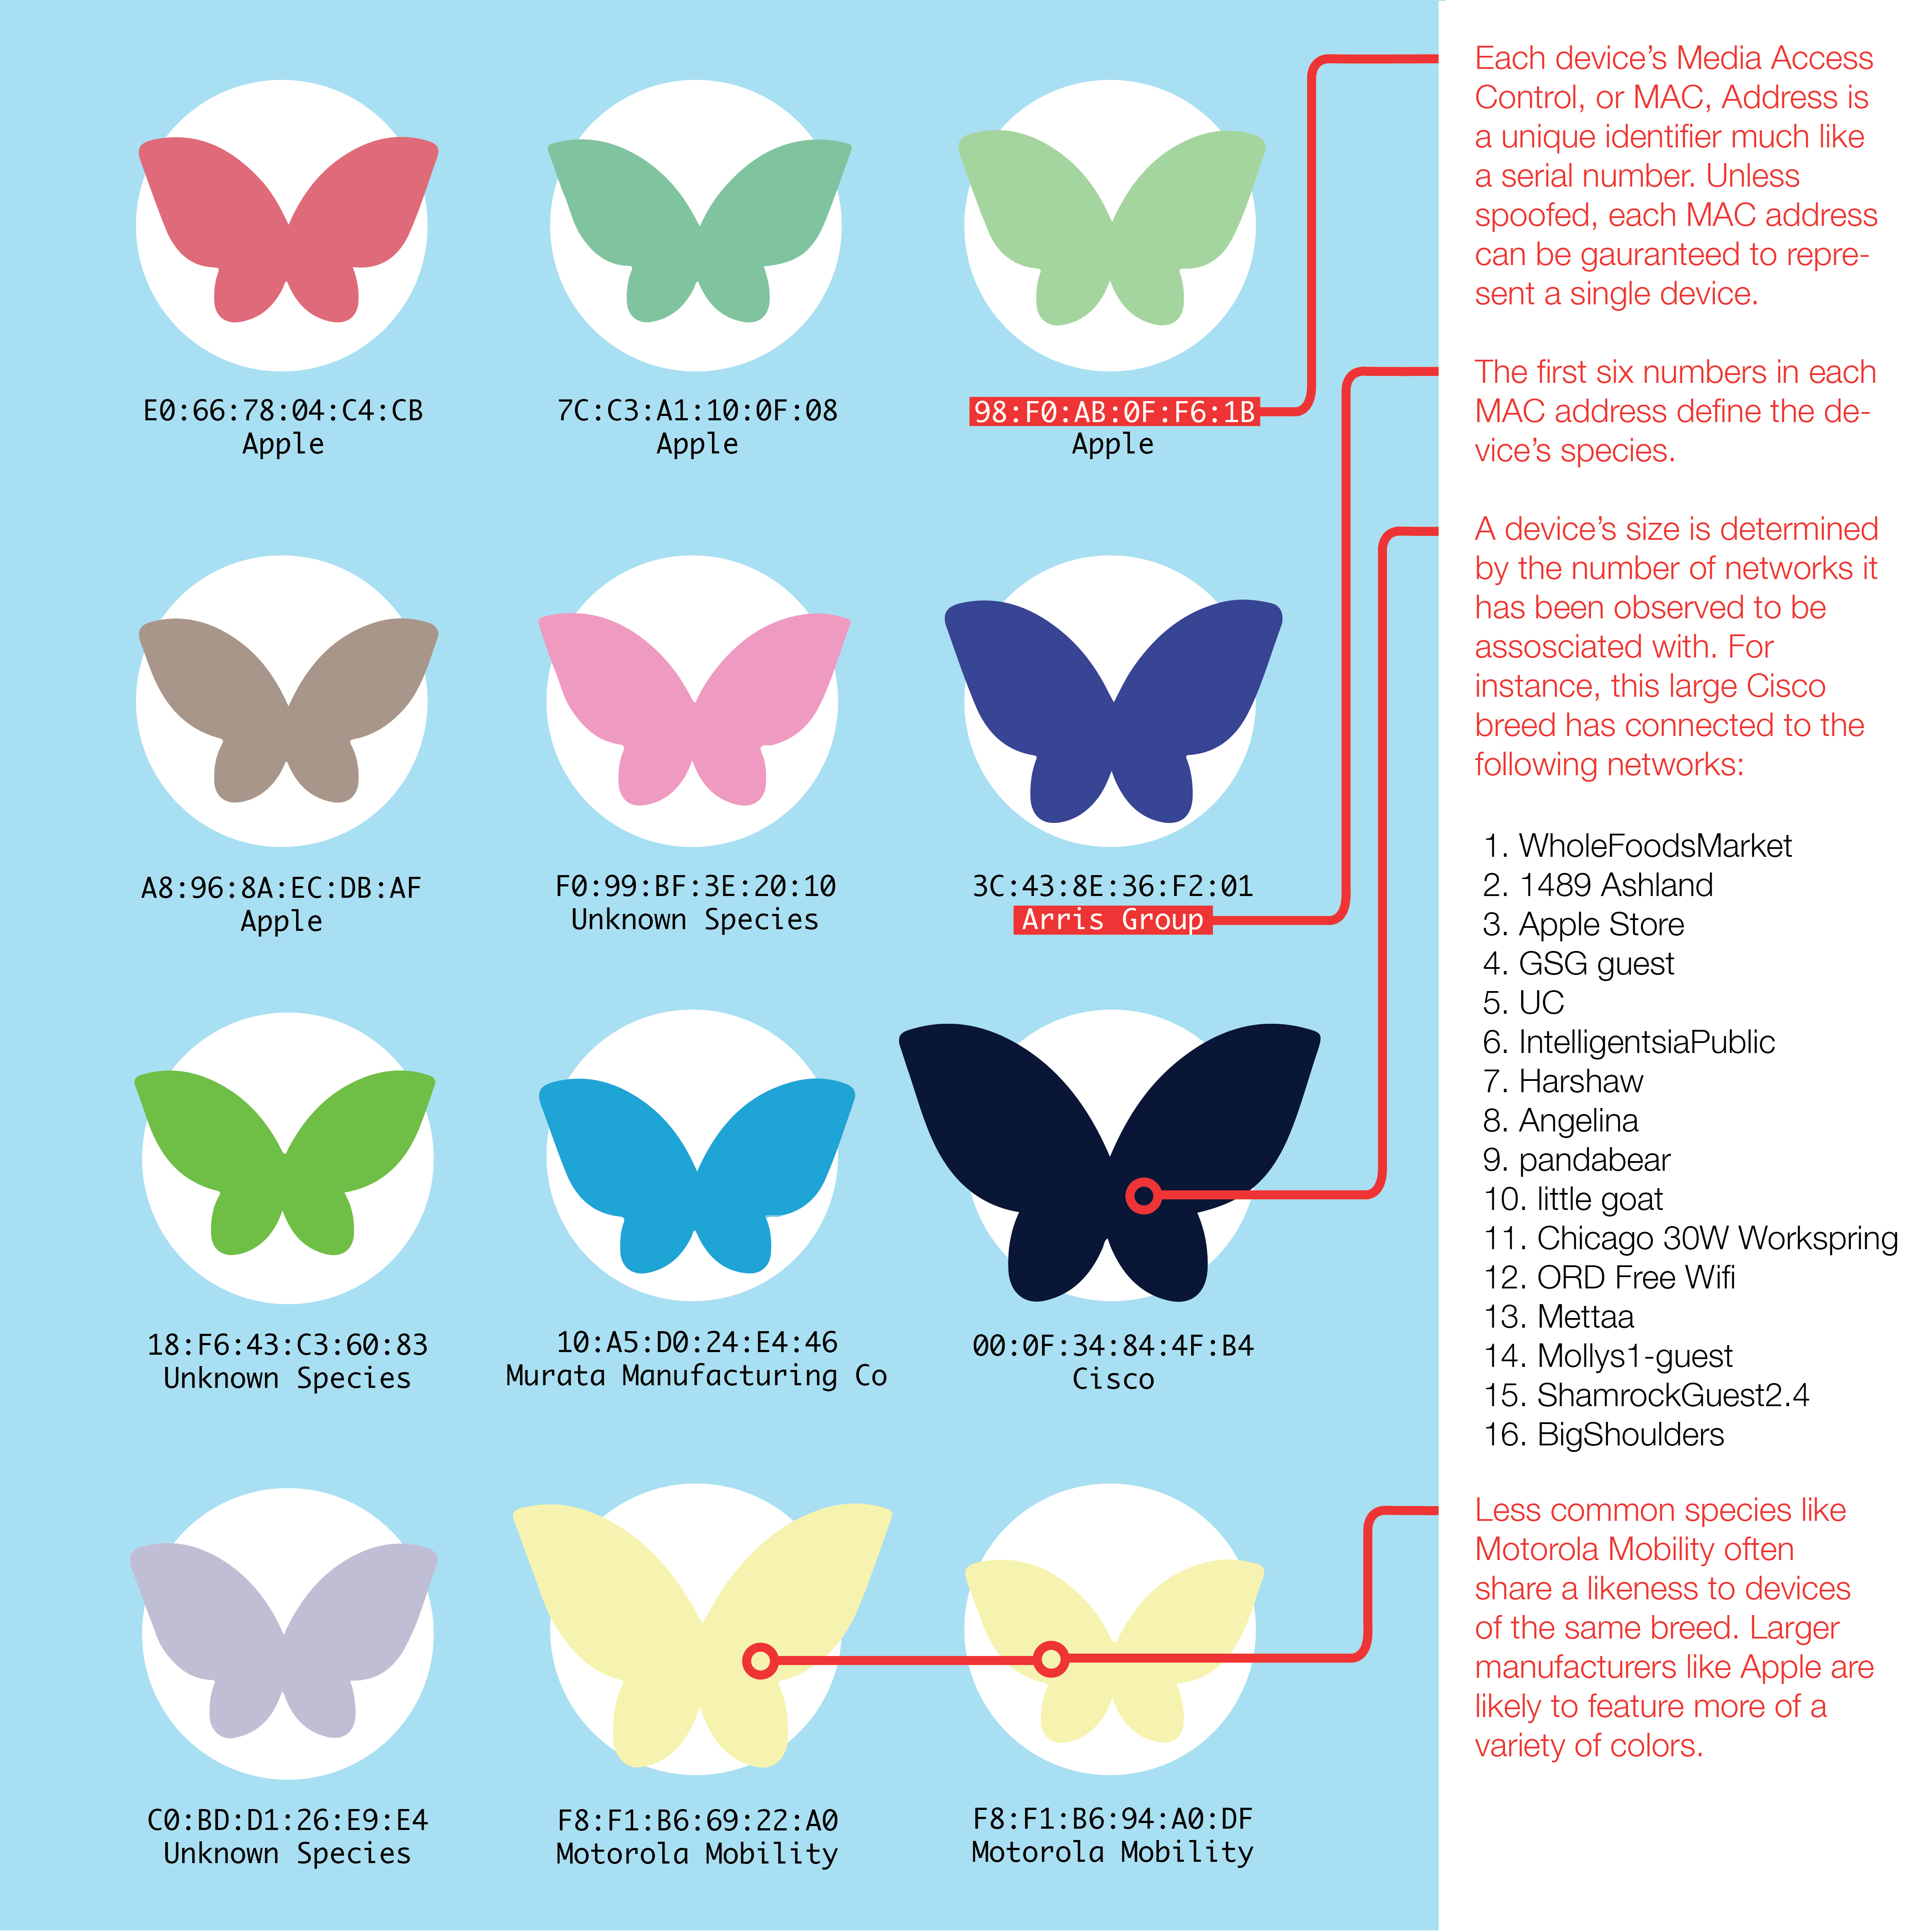 E0:66:78:04:C4:CB
Apple
7C:C3:A1:10:0F:08
Apple
98:F0:AB:0F:F6:1B
Apple
A8:96:8A:EC:DB:AF
Apple
F0:99:BF:3E:20:10
Unknown Species
3C:43:8E:36:F2:01
Arris Group
18:F6:43:C3:60:83
Unknown Species
10:A5:D0:24:E4:46
Murata Manufacturing Co
00:0F:34:84:4F:B4
Cisco
C0:BD:D1:26:E9:E4
Unknown Species
F8:F1:B6:69:22:A0
Motorola Mobility
F8:F1:B6:94:A0:DF
Motorola Mobility
Each device’s Media Access
Control, or MAC, Address is
a unique identifier much like
a serial number. Unless
spoofed, each MAC address
can be gauranteed to repre-
sent a single device.
The first six numbers in each
MAC address define the de-
vice’s species.
A device’s size is determined
by the number of networks it
has been observed to be
assosciated with. For
instance, this large Cisco
breed has connected to the
following networks:
1. WholeFoodsMarket
2. 1489 Ashland
3. Apple Store
4. GSG guest
5. UC
6. IntelligentsiaPublic
7. Harshaw
8. Angelina
9. pandabear
10. little goat
11. Chicago 30W Workspring
12. ORD Free Wifi
13. Mettaa
14. Mollys1-guest
15. ShamrockGuest2.4
16. BigShoulders
Less common species like
Motorola Mobility often
share a likeness to devices
of the same breed. Larger
manufacturers like Apple are
likely to feature more of a
variety of colors.